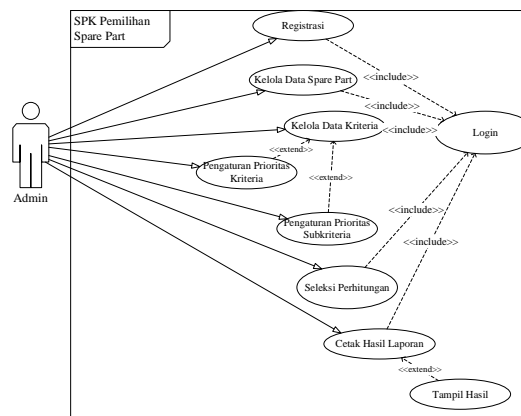 SPK Pemilihan
Spare Part
Registrasi
<<include>>
Kelola Data Spare Part
<<include>>
Kelola Data Kriteria
<<include>>
Login
<<extend>>
Pengaturan Prioritas
Kriteria
<<extend>>
Admin
Pengaturan Prioritas
Subkriteria
<<include>>
<<include>>
Seleksi Perhitungan
Cetak Hasil Laporan
<<extend>>
Tampil Hasil